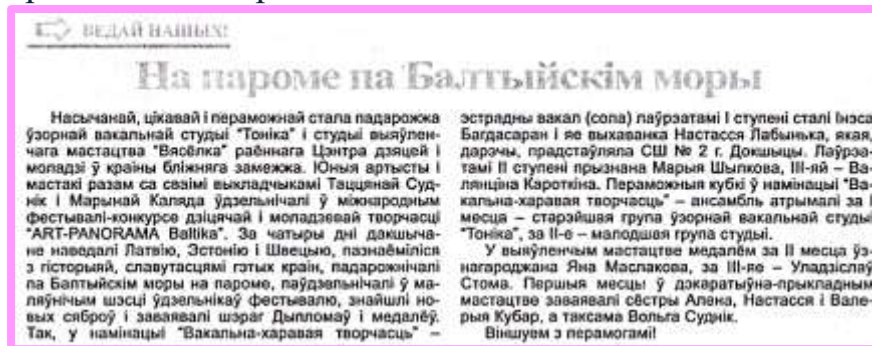 ВЕДАЙ НАШЫХ!
На пароме па Балтыйскім моры
Насычанай, цікавай і пераможнай стала падарожжа
ўзорнай вакальнай студыі "Тоніка" і студыі выяўлен-
чага мастацтва "Вясёлка" раённага Цэнтра дзяцей і
моладзі ў краіны бліжняга замежжа. Юныя артысты і
мастакі разам са сваімі выкладчыкамі Таццянай Суд-
нік і Марынай Каляда ўдзельнічалі ў міжнародным
фестывалі-конкурсе дзіцячай і моладзевай творчасці
"ART-PANORAMA Baltika". За чатыры дні дакшыча-
не наведалі Латвію, Эстонію і Швецыю, пазнаёміліся
з гісторыяй, славутасцямі гэтых краін, падарожнічалі
па Балтыйскім моры на пароме, паўдзельнічалі ў ма-
ляўнічым шэсці ўдзельнікаў фестывалю, знайшлі но-
вых сяброў і заваявалі шэраг Дыпломаў і медалёў.
Так, у намінацыі "Вакальна-харавая творчасць" –
эстрадны вакал (сола) лаўрэатамі І ступені сталі Інэса
Багдасаран і яе выхаванка Настасся Лабынька, якая,
дарэчы, прадстаўляла СШ № 2 г. Докшыцы. Лаўрэа-
тамі ІІ ступені прызнана Марыя Шылкова, ІІІ-яй – Ва-
лянціна Кароткіна. Пераможныя кубкі ў намінацыі "Ва-
кальна-харавая творчасць" – ансамбль атрымалі за І
месца – старэйшая група ўзорнай вакальнай студыі
"Тоніка", за ІІ-е – малодшая група студыі.
У выяўленчым мастацтве медалём за ІІ месца ўз-
нагароджана Яна Маслакова, за ІІІ-яе – Уладзіслаў
Стома. Першыя месцы ў дэкаратыўна-прыкладным
мастацтве заваявалі сёстры Алена, Настасся і Вале-
рыя Кубар, а таксама Вольга Суднік.
Віншуем з перамогамі!